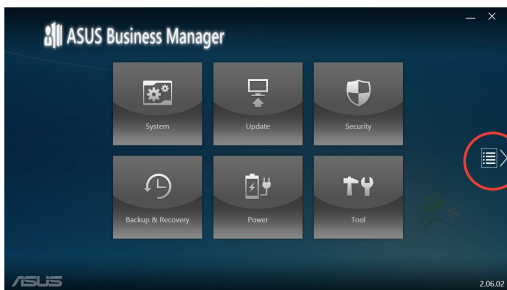 ASUS Business Manager
System
Update
Security
Backup & Recovery
Power
Tool
ASUS
2.06.02